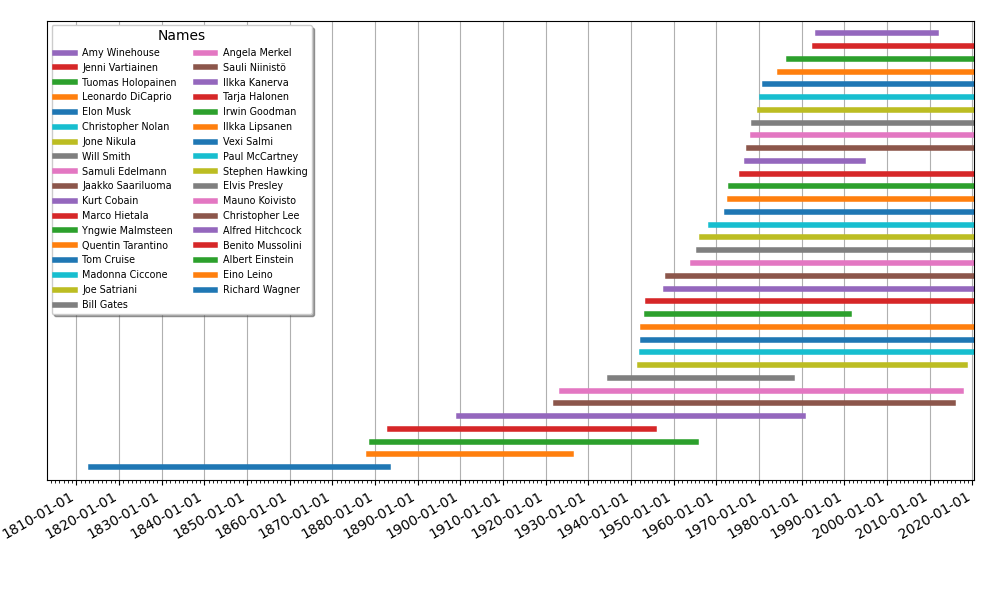 Names
Amy Winehouse
Jenni Vartiainen
Tuomas Holopainen
Leonardo DiCaprio
Elon Musk
Christopher Nolan
Jone Nikula
Will Smith
Samuli Edelmann
Jaakko Saariluoma
Kurt Cobain
Marco Hietala
Yngwie Malmsteen
Quentin Tarantino
Tom Cruise
Madonna Ciccone
Joe Satriani
Bill Gates
Angela Merkel
Sauli Niinistö
Ilkka Kanerva
Tarja Halonen
Irwin Goodman
Ilkka Lipsanen
Vexi Salmi
Paul McCartney
Stephen Hawking
Elvis Presley
Mauno Koivisto
Christopher Lee
Alfred Hitchcock
Benito Mussolini
Albert Einstein
Eino Leino
Richard Wagner
1810-01-01
1820-01-01
1830-01-01
1840-01-01
1850-01-01
1860-01-01
1870-01-01
1880-01-01
1890-01-01
1900-01-01
1910-01-01
1920-01-01
1930-01-01
1940-01-01
1950-01-01
1960-01-01
1970-01-01
1980-01-01
1990-01-01
2000-01-01
2010-01-01
2020-01-01